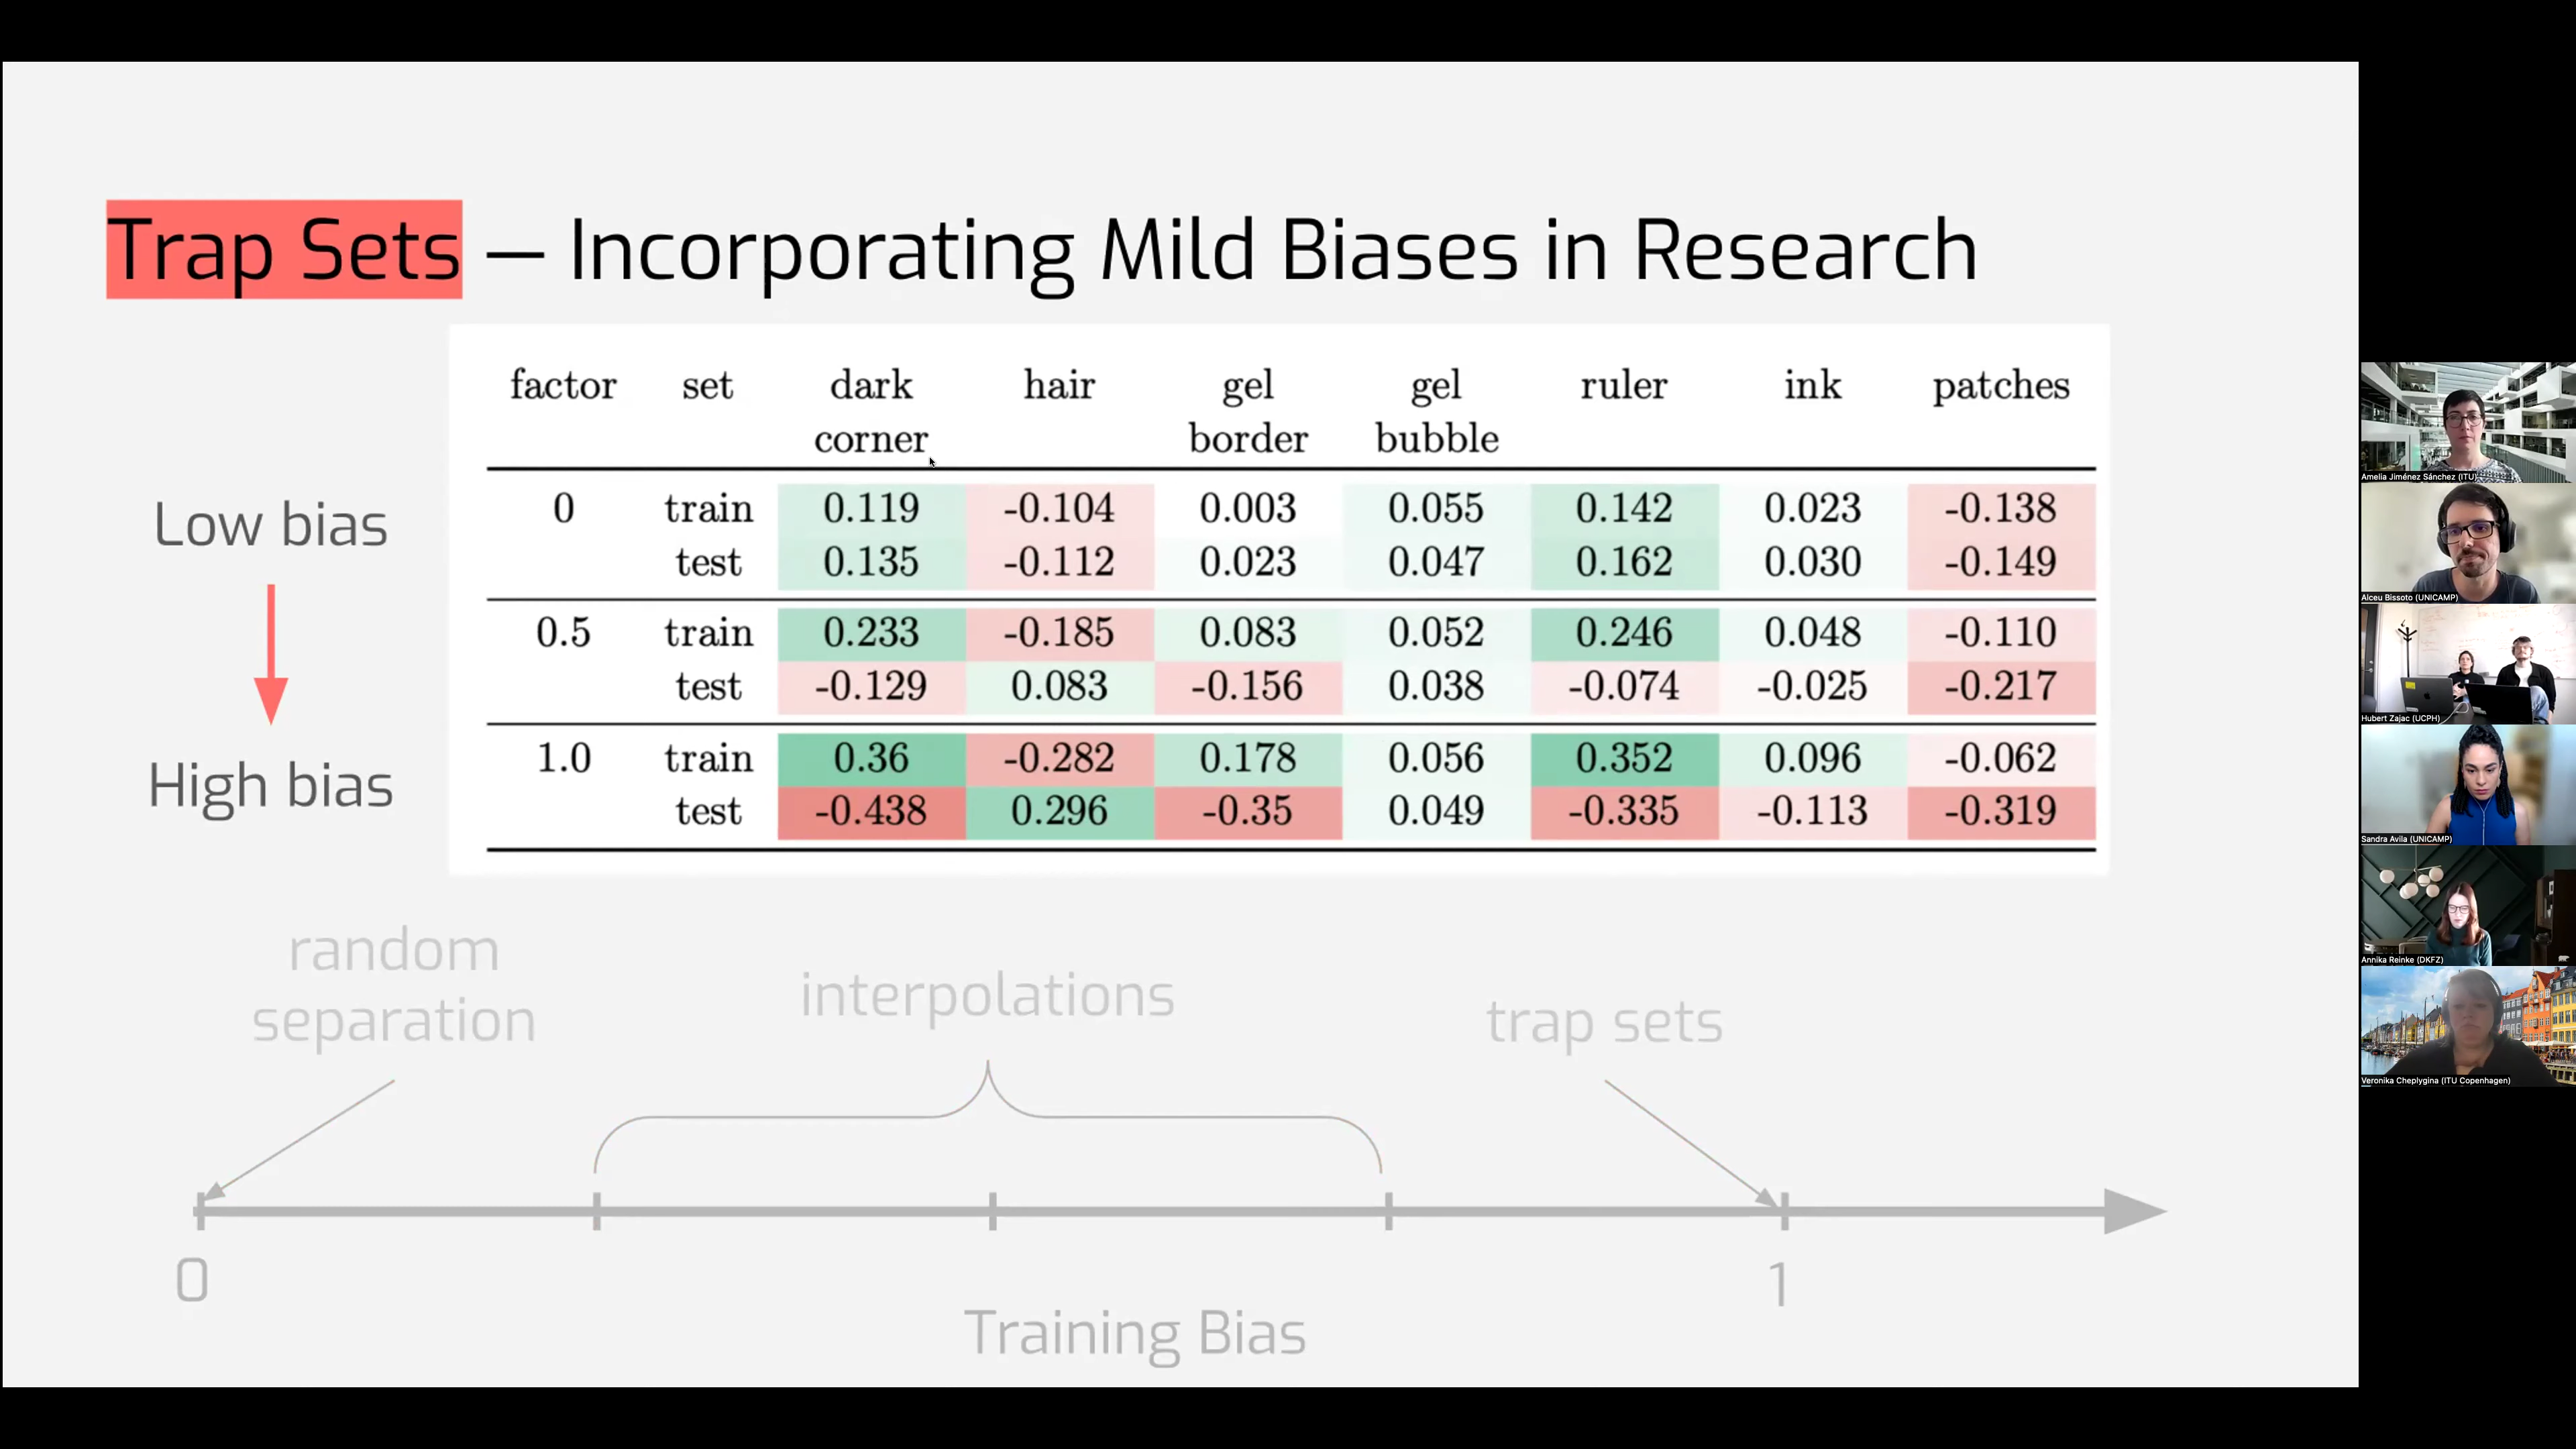 Trap Sets — Incorporating Mild Biases in Research
factor set dark corner hair gel border gel bubble ruler ink patches
Low bias
High bias
0 train 0.119 -0.104 0.003 0.055 0.142 0.023 -0.138
test 0.135 -0.112 0.023 0.047 0.162 0.030 -0.149
0.5 train 0.233 -0.185 0.083 0.052 0.246 0.048 -0.110
test -0.129 0.083 -0.156 0.038 -0.074 -0.025 -0.217
1.0 train 0.36 -0.282 0.178 0.056 0.352 0.096 -0.062
test -0.438 0.296 -0.35 0.049 -0.335 -0.113 -0.319
random
separation
interpolations
trap sets
0
1
Training Bias
Amelia Jiménez Sánchez (ITU)
Alceu Bissoto (UNICAMP)
Hubert Zajac (UCPH)
Sandra Avila (UNICAMP)
Annika Reinke (DKFZ)
Veronika Cheplygina (ITU Copenhagen)